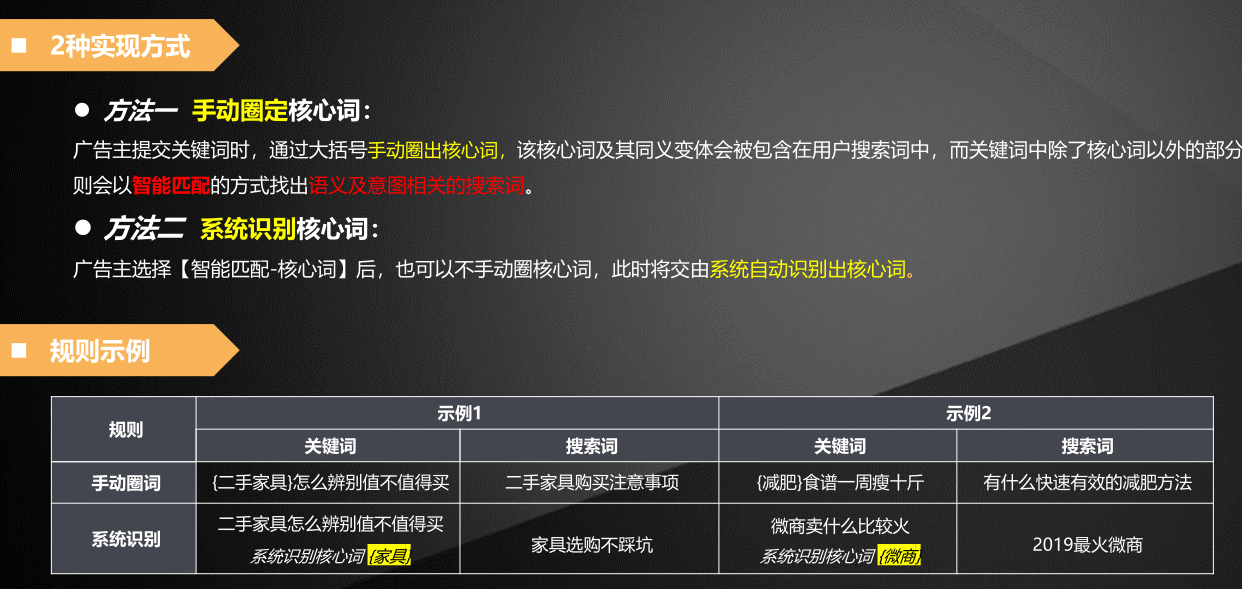 2种实现方式
方法一 手动圈定核心词：
广告主提交关键词时，通过大括号手动圈出核心词，该核心词及其同义变体会被包含在用户搜索词中，而关键词中除了核心词以外的部分
则会以智能匹配的方式找出语义及意图相关的搜索词。
方法二 系统识别核心词：
广告主选择【智能匹配-核心词】后，也可以不手动圈核心词，此时将交由系统自动识别出核心词。
规则示例
规则 示例1 示例2
关键词 搜索词 关键词 搜索词
手动圈词 {二手家具}怎么辨别值不值得买 二手家具购买注意事项 {减肥}食谱一周瘦十斤 有什么快速有效的减肥方法
系统识别 二手家具怎么辨别值不值得买 家具选购不踩坑 微商卖什么比较火 2019最火微商
系统识别核心词 {家具} 系统识别核心词 {微商}